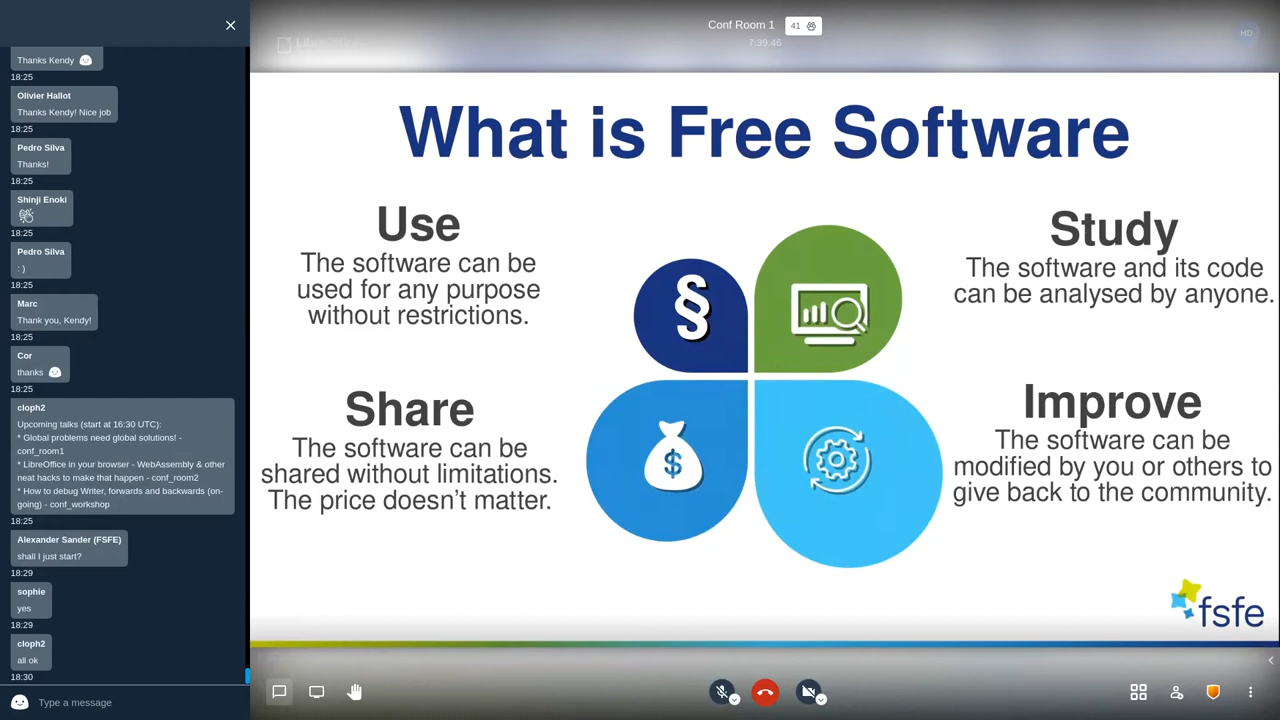 Thanks Kendy
18:25
Olivier Hallot
Thanks Kendy! Nice job
18:25
Pedro Silva
Thanks!
18:25
Shinji Enoki
18:25
Pedro Silva
: )
18:25
Marc
Thank you, Kendy!
18:25
Cor
thanks
18:25
cloph2
Upcoming talks (start at 16:30 UTC):
* Global problems need global solutions! -
conf_room1
* LibreOffice in your browser - WebAssembly & other
neat hacks to make that happen - conf_room2
* How to debug Writer, forwards and backwards (on-
going) - conf_workshop
18:25
Alexander Sander (FSFE)
shall I just start?
18:29
sophie
yes
18:29
cloph2
all ok
18:30
Type a message
Conf Room 1
41
7:39:46
HD
What is Free Software
Use
The software can be
used for any purpose
without restrictions.
Study
The software and its code
can be analysed by anyone.
§
Share
The software can be
shared without limitations.
The price doesn’t matter.
$
Improve
The software can be
modified by you or others to
give back to the community.
fsfe